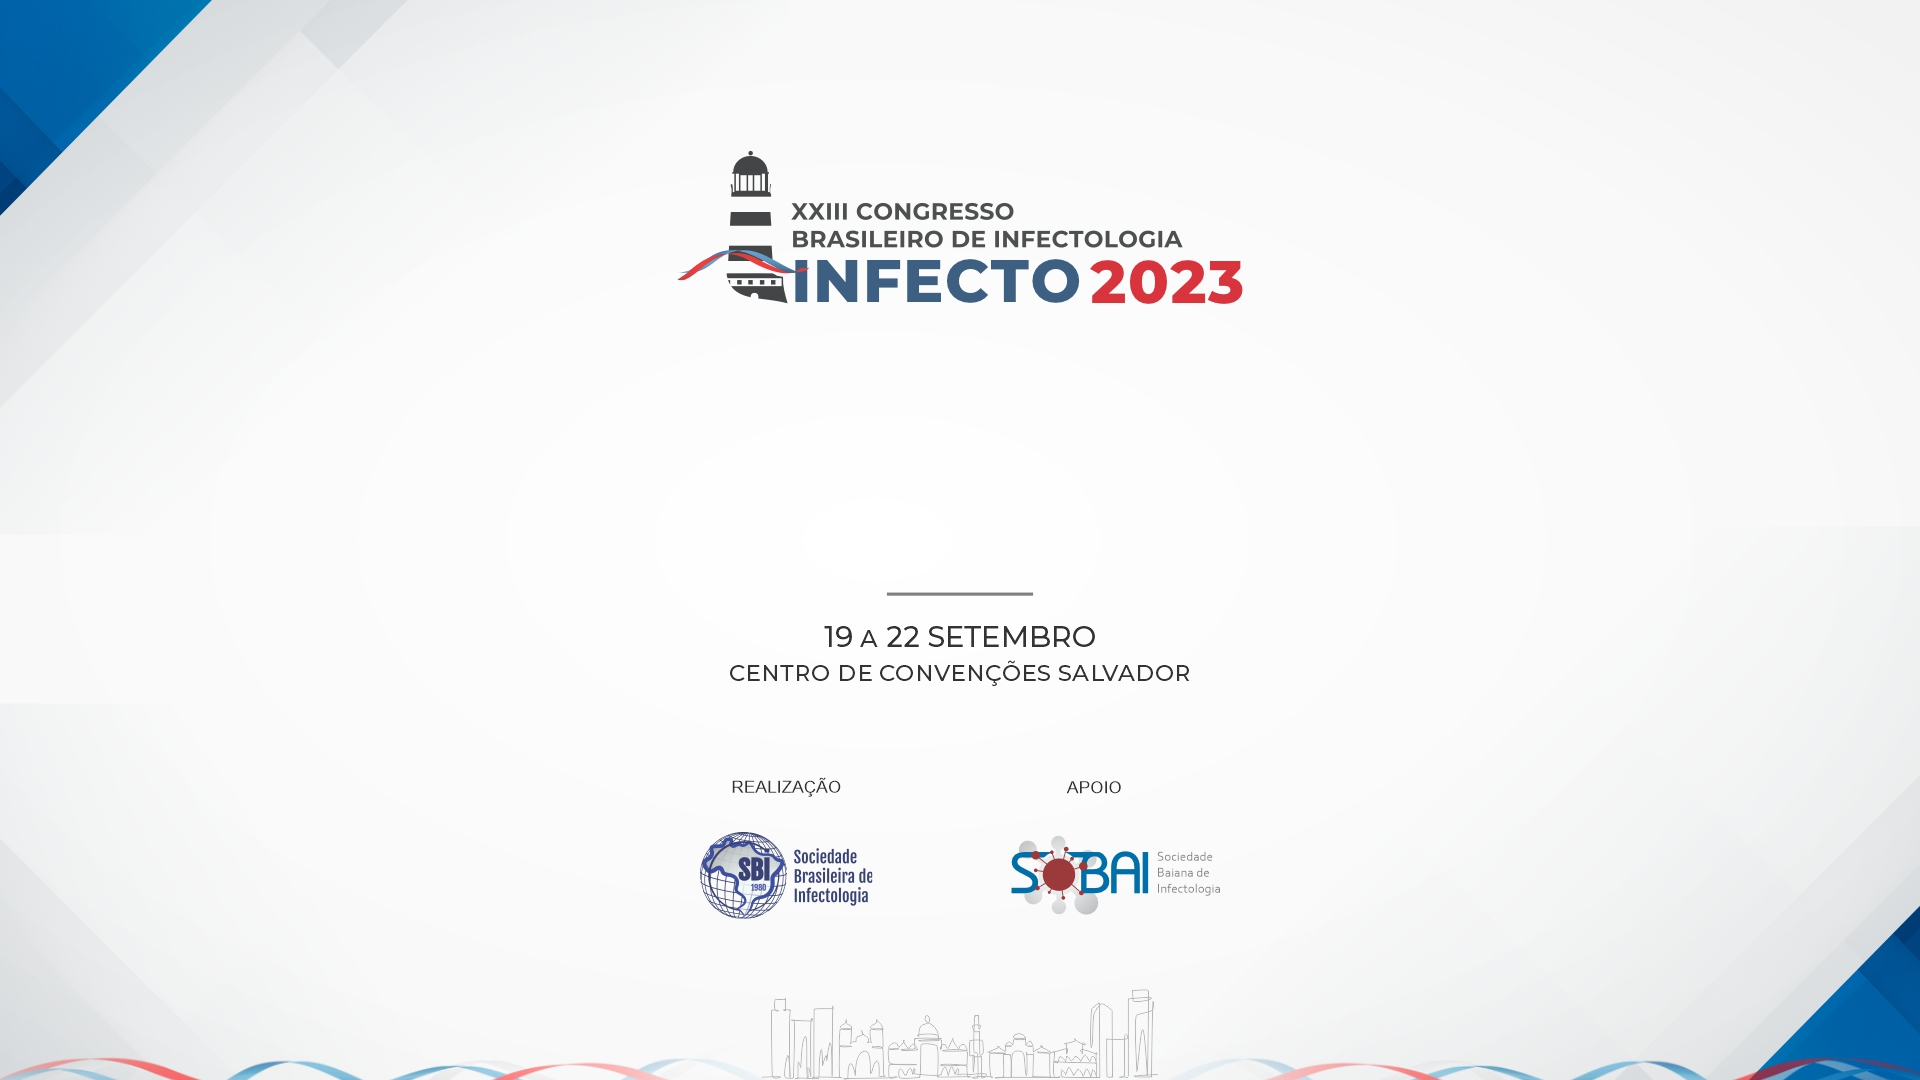 XXIII CONGRESSO
BRASILEIRO DE INFECTOLOGIA
INFECTO 2023
19 A 22 SETEMBRO
CENTRO DE CONVENÇÕES SALVADOR
REALIZAÇÃO
APOIO
SBI
1980
Sociedade
Brasileira de
Infectologia
SOBAI
Sociedade
Baiana de
Infectologia